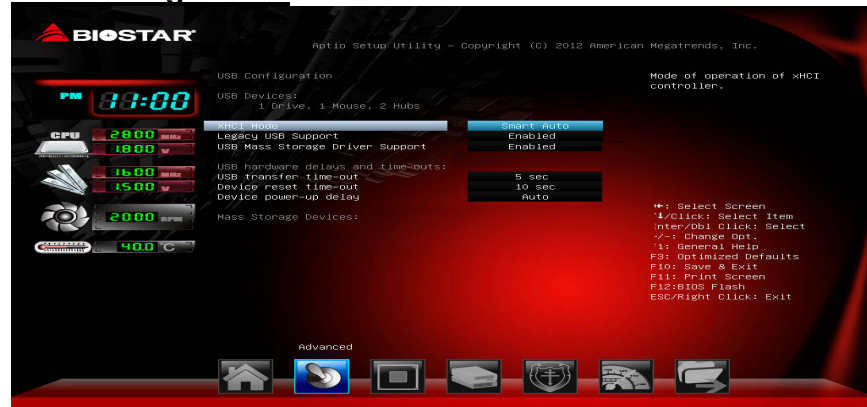 BIOSTAR
Aptio Setup Utility – Copyright (C) 2012 American Megatrends, Inc.
USB Configuration
USB Devices:
1 Drive, 1 Mouse, 2 Hubs
XHCI Mode Smart Auto
Legacy USB Support Enabled
USB Mass Storage Driver Support Enabled
USB hardware delays and time-outs:
USB transfer time-out 5 sec
Device reset time-out 10 sec
Device power-up delay Auto
Mass Storage Devices:
Mode of operation of xHCI
controller.
PM 11:00
CPU 2800 MHz
1.800 V
1600 MHz
1.500 V
2000 RPM
40.0 °C
: Select Screen
/Click: Select Item
nter/Dbl Click: Select
-/-: Change Opt.
1: General Help
F3: Optimized Defaults
F10: Save & Exit
F11: Print Screen
F12:BIOS Flash
ESC/Right Click: Exit
Advanced